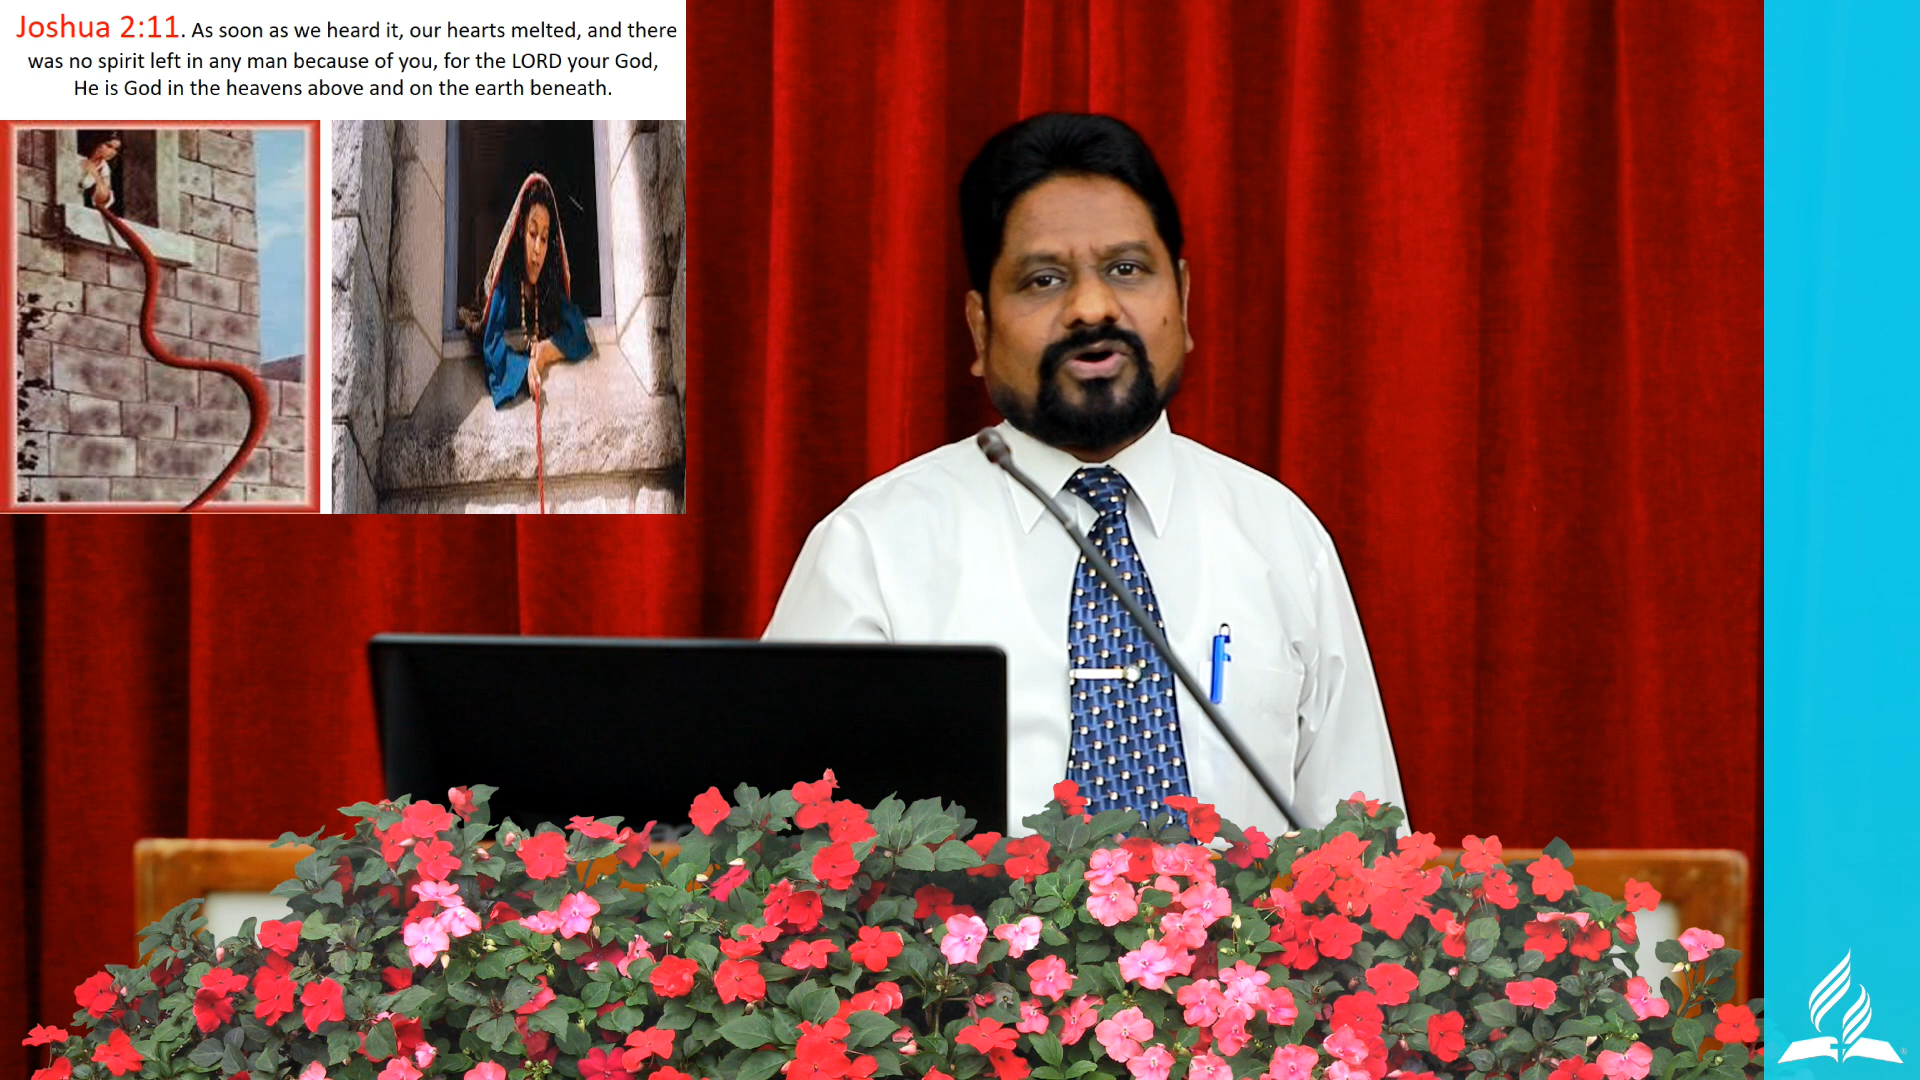 Joshua 2:11. As soon as we heard it, our hearts melted, and there
was no spirit left in any man because of you, for the LORD your God,
He is God in the heavens above and on the earth beneath.